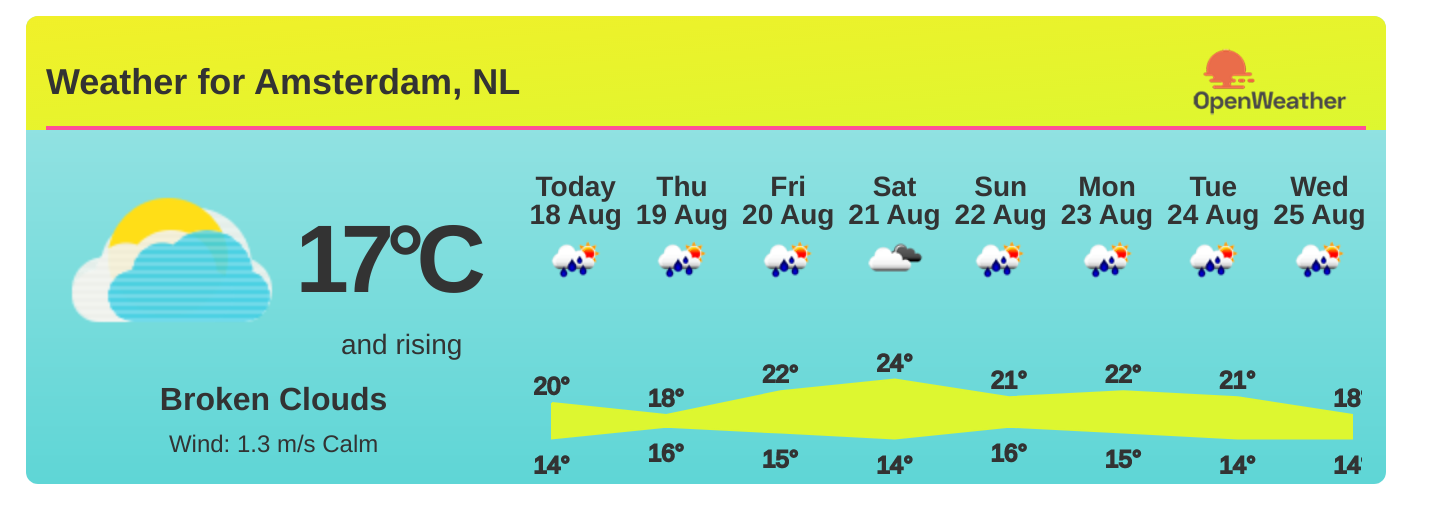 Weather for Amsterdam, NL
OpenWeather
17°C
and rising
Broken Clouds
Wind: 1.3 m/s Calm
Today Thu Fri Sat Sun Mon Tue Wed
18 Aug 19 Aug 20 Aug 21 Aug 22 Aug 23 Aug 24 Aug 25 Aug
20° 18° 22° 24° 21° 22° 21° 18°
14° 16° 15° 14° 16° 15° 14° 14°